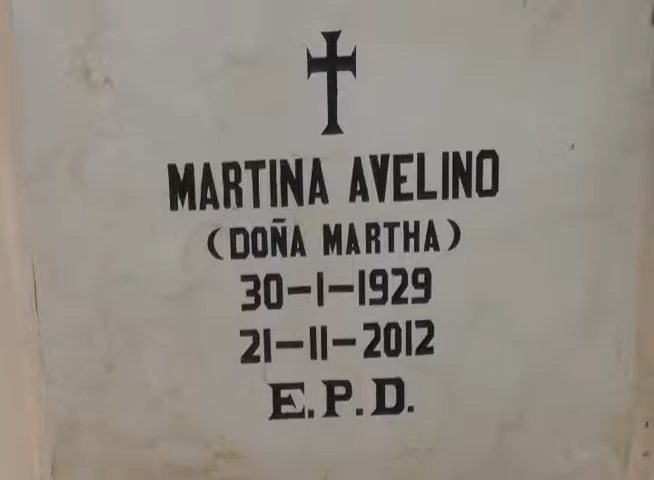 MARTINA AVELINO
(DOÑA MARTHA)
30-1-1929
21-11-2012
E.P.D.